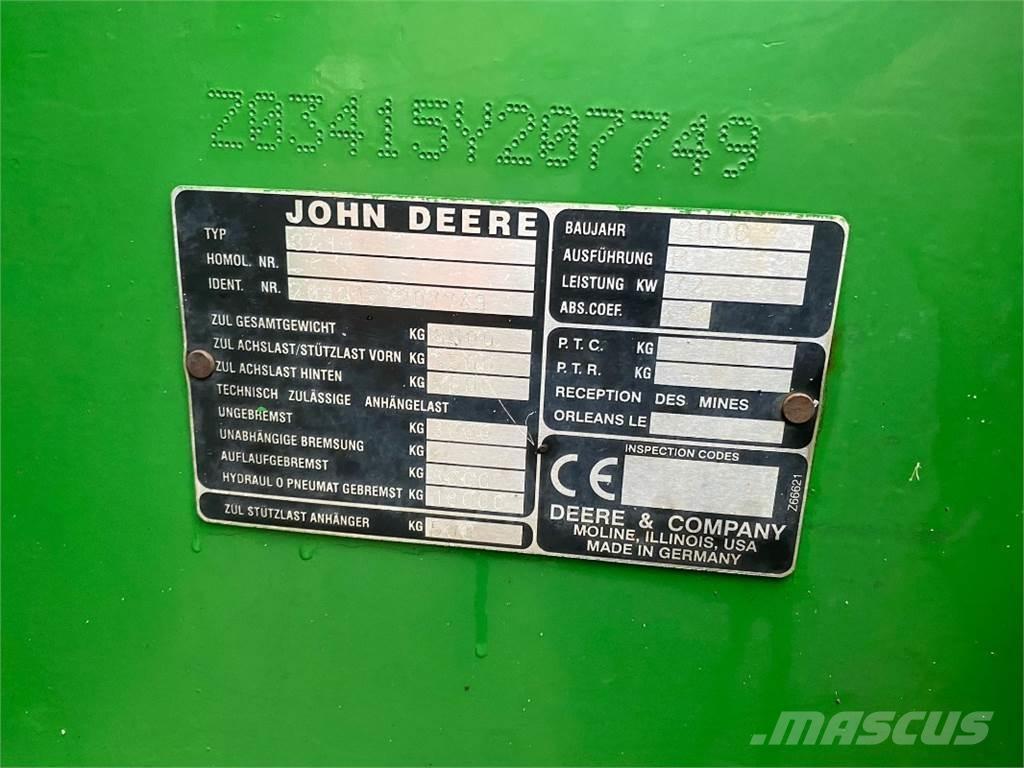 Z03415Y207749
JOHN DEERE
TYP
HOMOL. NR.
IDENT. NR.
ZUL GESAMTGEWICHT KG
ZUL ACHSLAST/STÜTZLAST VORN KG
ZUL ACHSLAST HINTEN KG
TECHNISCH ZULÄSSIGE ANHÄNGELAST
UNGEBREMST KG
UNABHÄNGIGE BREMSUNG KG
AUFLAUFGEBREMST KG
HYDRAUL O PNEUMAT GEBREMST KG
ZUL STÜTZLAST ANHÄNGER KG
BAUJAHR 2000
AUSFÜHRUNG
LEISTUNG KW
ABS.COEF.
P.T.C. KG
P.T.R. KG
RECEPTION DES MINES
ORLEANS LE
INSPECTION CODES
CE
DEERE & COMPANY
MOLINE, ILLINOIS, USA
MADE IN GERMANY
Z66621
MASCUS